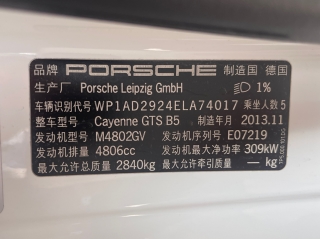 品牌 PORSCHE 制造国 德国
生产厂 Porsche Leipzig GmbH 1%
车辆识别代号 WP1AD2924ELA74017 乘坐人数 5
整车型号 Cayenne GTS B5 制造年月 2013.11
发动机型号 M4802GV 发动机序列号 E07219
发动机排量 4806cc 发动机最大净功率 309kW
最大允许总质量 2840kg 最大允许牵引质量 — kg